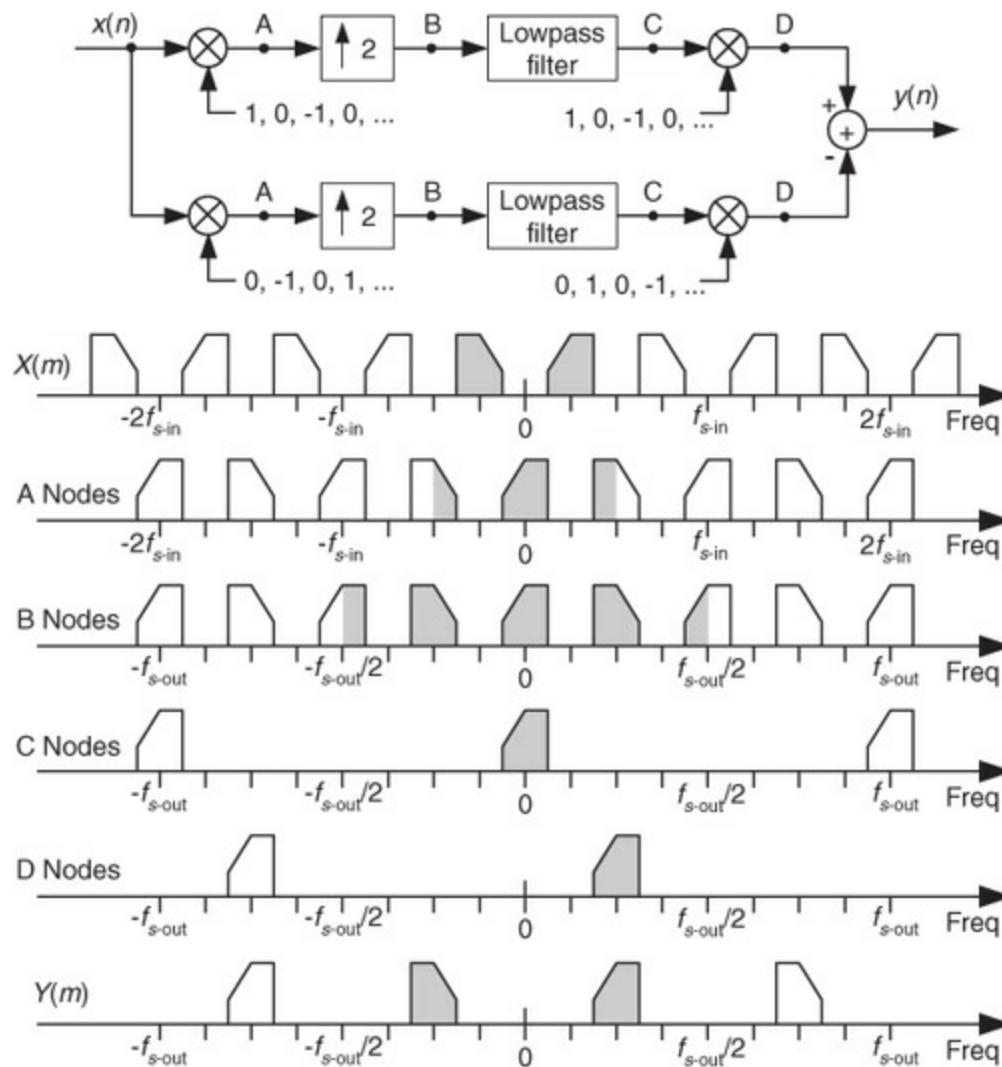 x(n) A B Lowpass filter C D
↑ 2
1, 0, -1, 0, ... 1, 0, -1, 0, ...
+ y(n)
+
-
A B Lowpass filter C D
↑ 2
0, -1, 0, 1, ... 0, 1, 0, -1, ...
X(m)
-2fs-in -fs-in 0 fs-in 2fs-in Freq
A Nodes
-2fs-in -fs-in 0 fs-in 2fs-in Freq
B Nodes
-fs-out -fs-out/2 0 fs-out/2 fs-out Freq
C Nodes
-fs-out -fs-out/2 0 fs-out/2 fs-out Freq
D Nodes
-fs-out -fs-out/2 0 fs-out/2 fs-out Freq
Y(m)
-fs-out -fs-out/2 0 fs-out/2 fs-out Freq